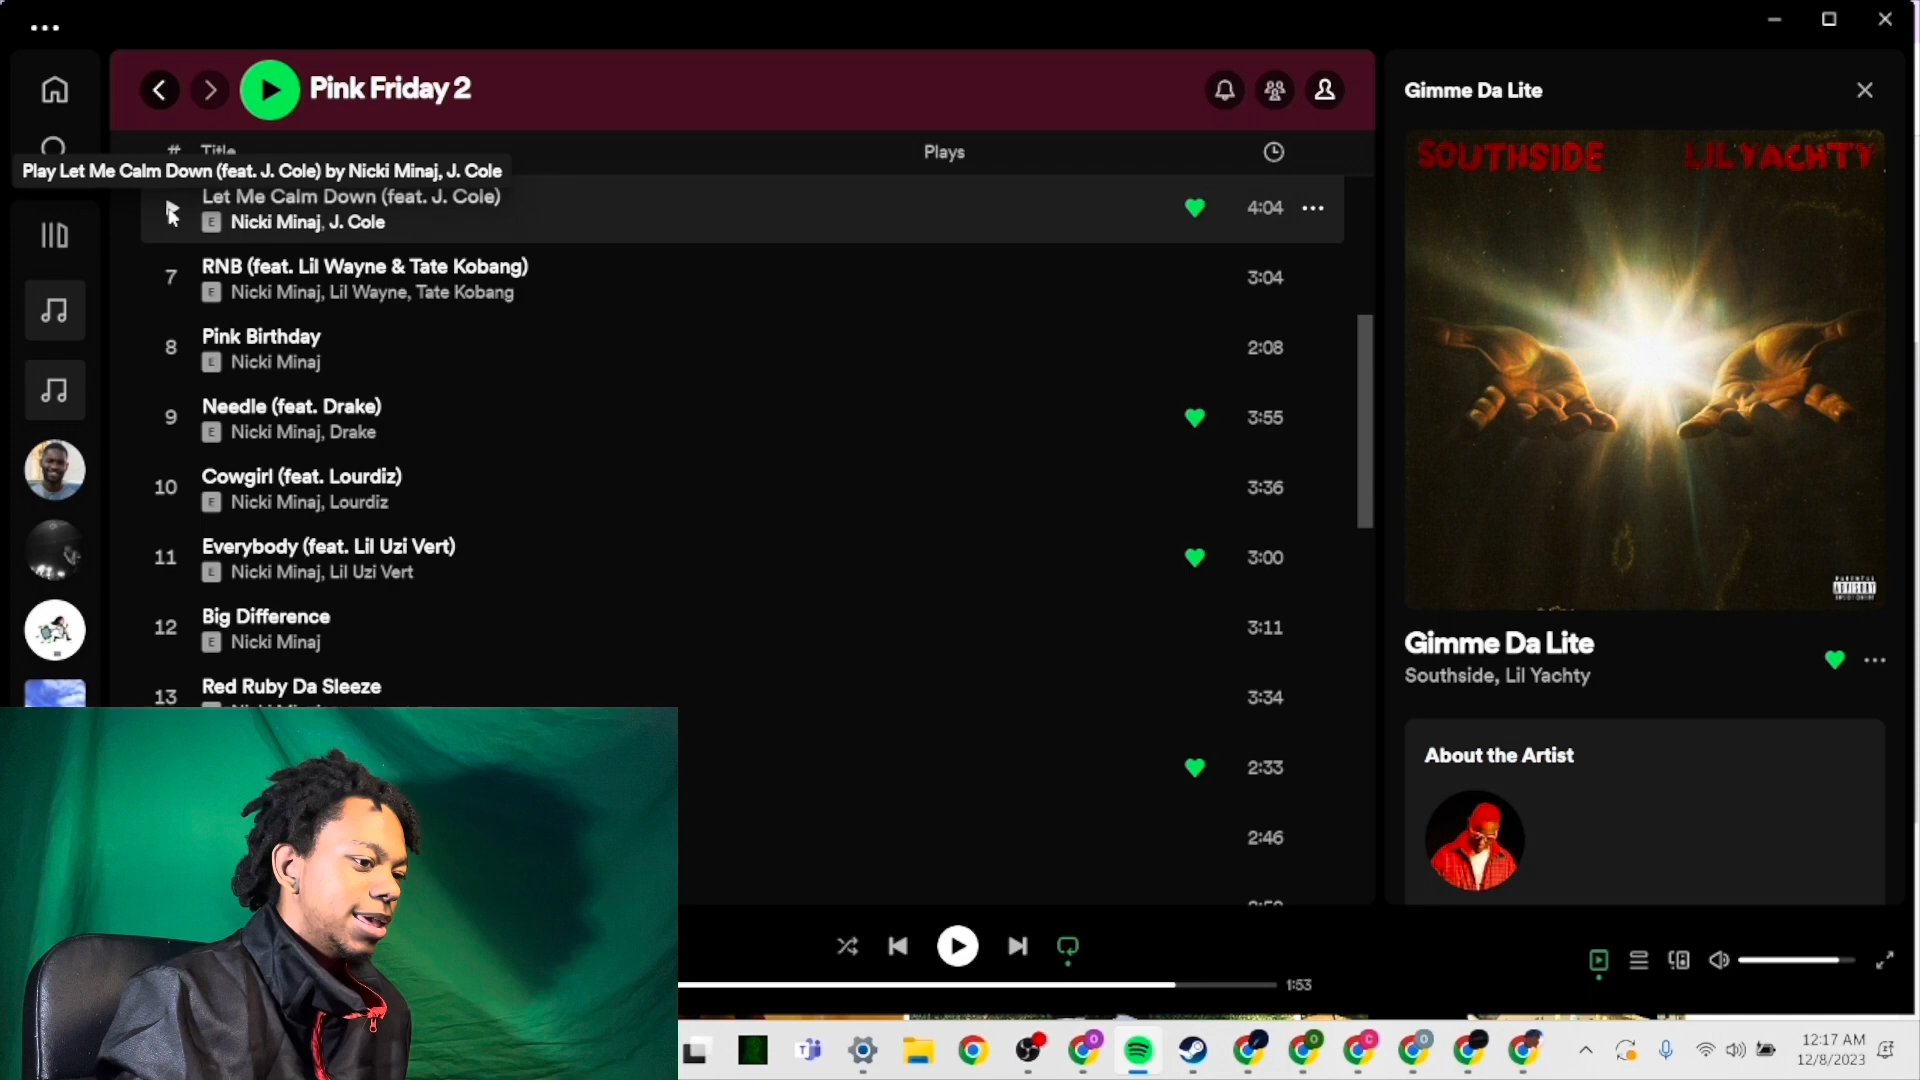 Pink Friday 2
Gimme Da Lite
# Title
Plays
Play Let Me Calm Down (feat. J. Cole) by Nicki Minaj, J. Cole
Let Me Calm Down (feat. J. Cole)
E Nicki Minaj, J. Cole
4:04
7
RNB (feat. Lil Wayne & Tate Kobang)
E Nicki Minaj, Lil Wayne, Tate Kobang
3:04
8
Pink Birthday
E Nicki Minaj
2:08
9
Needle (feat. Drake)
E Nicki Minaj, Drake
3:55
10
Cowgirl (feat. Lourdiz)
E Nicki Minaj, Lourdiz
3:36
11
Everybody (feat. Lil Uzi Vert)
E Nicki Minaj, Lil Uzi Vert
3:00
12
Big Difference
E Nicki Minaj
3:11
13
Red Ruby Da Sleeze
3:34
2:33
2:46
SOUTHSIDE LIL YACHTY
PARENTAL
ADVISORY
Gimme Da Lite
Southside, Lil Yachty
About the Artist
1:53
12:17 AM
12/8/2023